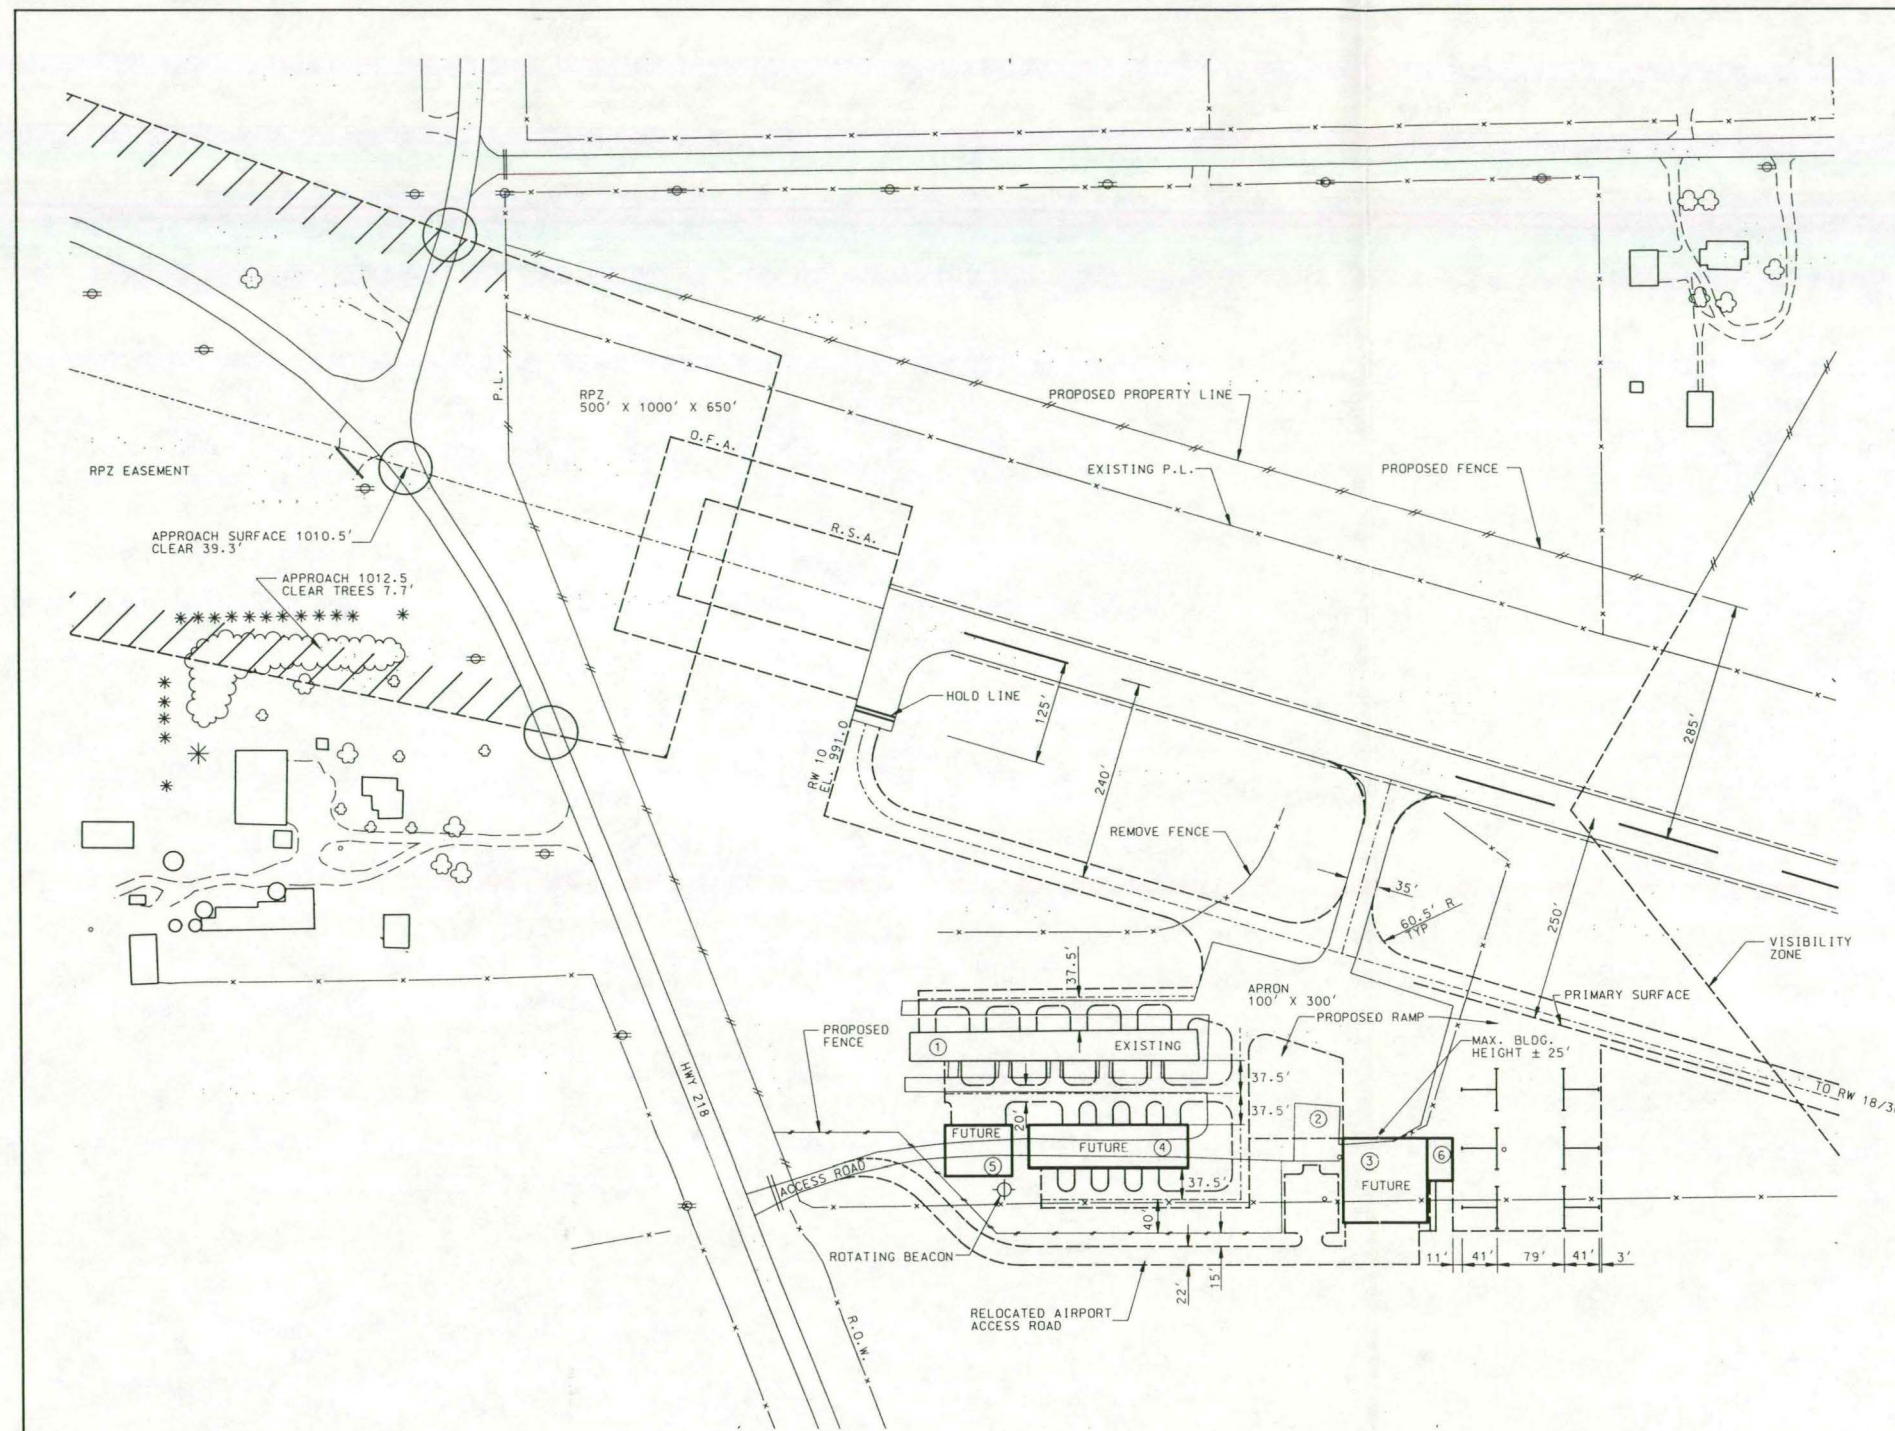 P.L.
RPZ
500' X 1000' X 650'
O.F.A.
R.S.A.
PROPOSED PROPERTY LINE
EXISTING P.L.
PROPOSED FENCE
RPZ EASEMENT
APPROACH SURFACE 1010.5'
CLEAR 39.3'
APPROACH 1012.5
CLEAR TREES 7.7'
HOLD LINE
125'
285'
RW 10
EL. 991.0
240'
REMOVE FENCE
35'
60.5' R
TYP
250'
VISIBILITY
ZONE
37.5'
APRON
100' X 300'
PROPOSED RAMP
PRIMARY SURFACE
PROPOSED
FENCE
1
EXISTING
MAX. BLDG.
HEIGHT ± 25'
HWY 218
37.5'
37.5'
20'
2
TO RW 18/3
FUTURE
5
FUTURE
4
3
FUTURE
6
ACCESS ROAD
37.5'
40'
ROTATING BEACON
11'
41'
79'
41'
3'
22'
15'
RELOCATED AIRPORT
ACCESS ROAD
R.O.W.